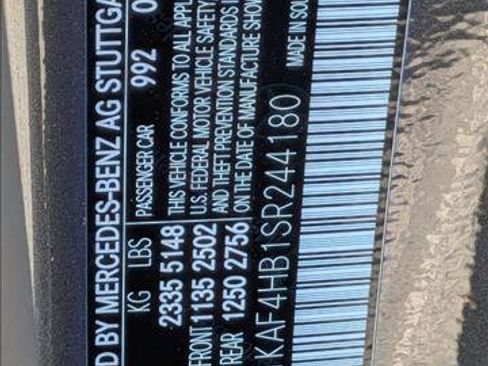 D BY MERCEDES-BENZ AG STUTTGA
KG LBS PASSENGER CAR 992 0
2335 5148 THIS VEHICLE CONFORMS TO ALL APPL
FRONT 1135 2502 U.S. FEDERAL MOTOR VEHICLE SAFETY
REAR 1250 2756 AND THEFT PREVENTION STANDARDS
ON THE DATE OF MANUFACTURE SHOW
KAF4HB1SR244180 MADE IN